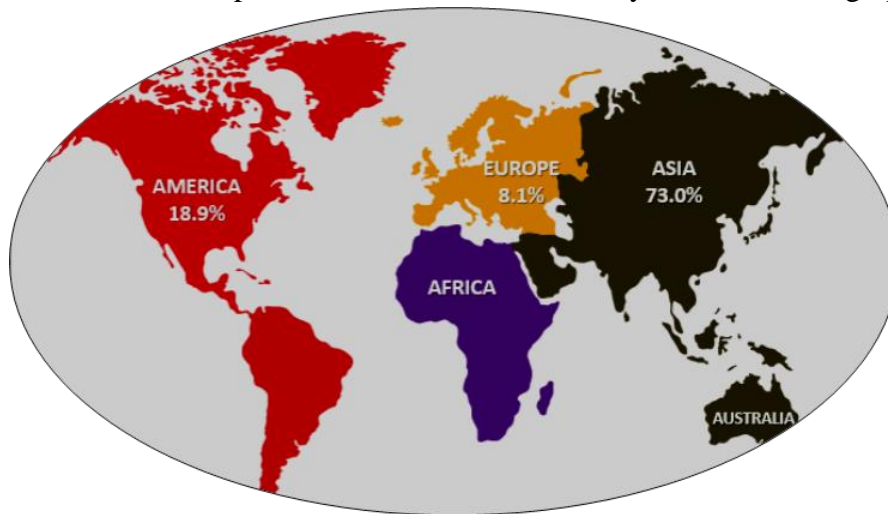 AMERICA
18.9%
EUROPE
8.1%
ASIA
73.0%
AFRICA
AUSTRALIA